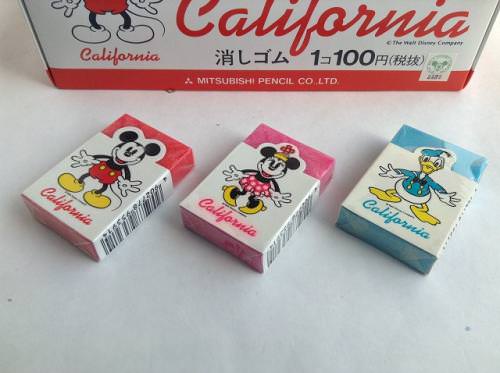 California
California
© The Walt Disney Company
消しゴム 1コ100円(税抜)
MITSUBISHI PENCIL CO.,LTD.
California
California
California